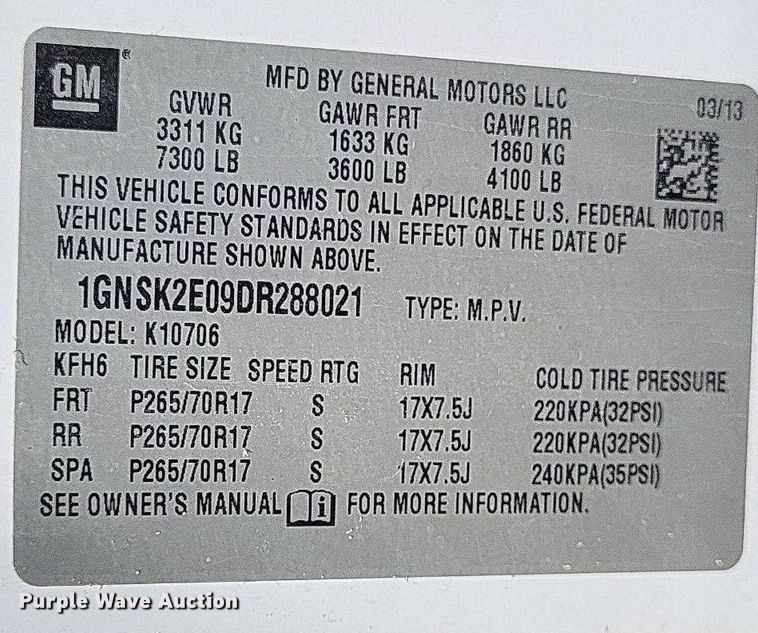 GM®
MFD BY GENERAL MOTORS LLC
03/13
GVWR GAWR FRT GAWR RR
3311 KG 1633 KG 1860 KG
7300 LB 3600 LB 4100 LB
THIS VEHICLE CONFORMS TO ALL APPLICABLE U.S. FEDERAL MOTOR
VEHICLE SAFETY STANDARDS IN EFFECT ON THE DATE OF
MANUFACTURE SHOWN ABOVE.
1GNSK2E09DR288021 TYPE: M.P.V.
MODEL: K10706
KFH6 TIRE SIZE SPEED RTG RIM COLD TIRE PRESSURE
FRT P265/70R17 S 17X7.5J 220KPA(32PSI)
RR P265/70R17 S 17X7.5J 220KPA(32PSI)
SPA P265/70R17 S 17X7.5J 240KPA(35PSI)
SEE OWNER'S MANUAL i FOR MORE INFORMATION.
Purple Wave Auction